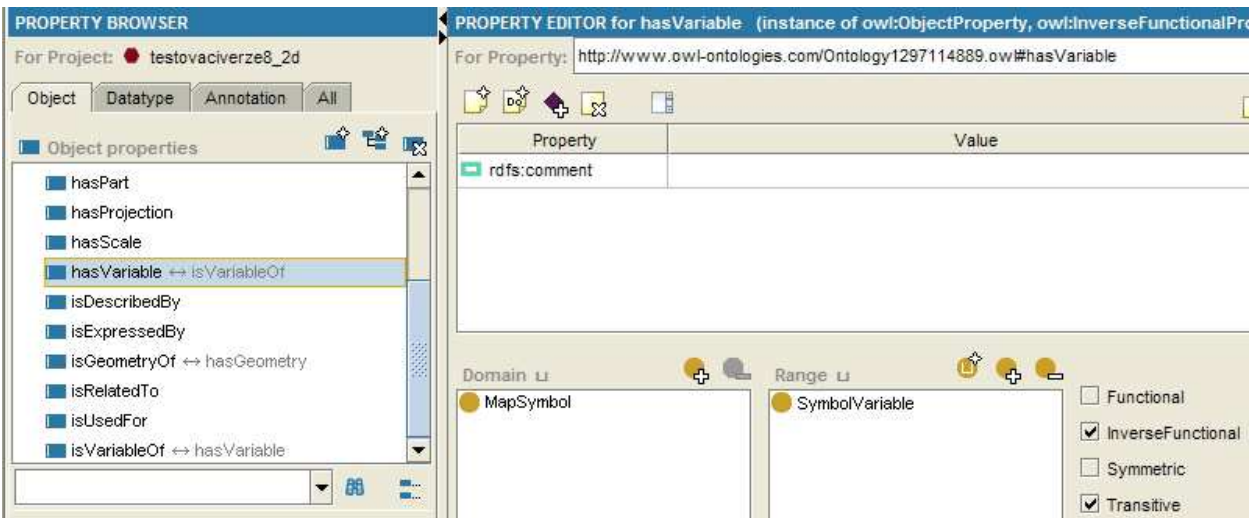 PROPERTY BROWSER
For Project: testovaciverze8_2d
Object Datatype Annotation All
Object properties
hasPart
hasProjection
hasScale
hasVariable ↔ isVariableOf
isDescribedBy
isExpressedBy
isGeometryOf ↔ hasGeometry
isRelatedTo
isUsedFor
isVariableOf ↔ hasVariable
PROPERTY EDITOR for hasVariable (instance of owl:ObjectProperty, owl:InverseFunctionalPro
For Property: http://www.owl-ontologies.com/Ontology1297114889.owl#hasVariable
Property Value
rdfs:comment
Domain ⊔
MapSymbol
Range ⊔
SymbolVariable
Functional
InverseFunctional
Symmetric
Transitive